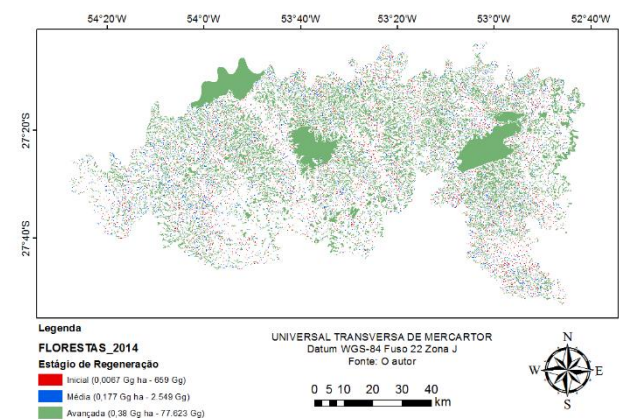 54°20'W 54°0'W 53°40'W 53°20'W 53°0'W 52°40'W
27°20'S
27°40'S
Legenda
FLORESTAS_2014
Estágio de Regeneração
Inicial (0,0067 Gg ha - 659 Gg)
Média (0,177 Gg ha - 2.549 Gg)
Avançada (0,38 Gg ha - 77.623 Gg)
UNIVERSAL TRANSVERSA DE MERCARTOR
Datum WGS-84 Fuso 22 Zona J
Fonte: O autor
0 5 10 20 30 40
km
N
W E
S